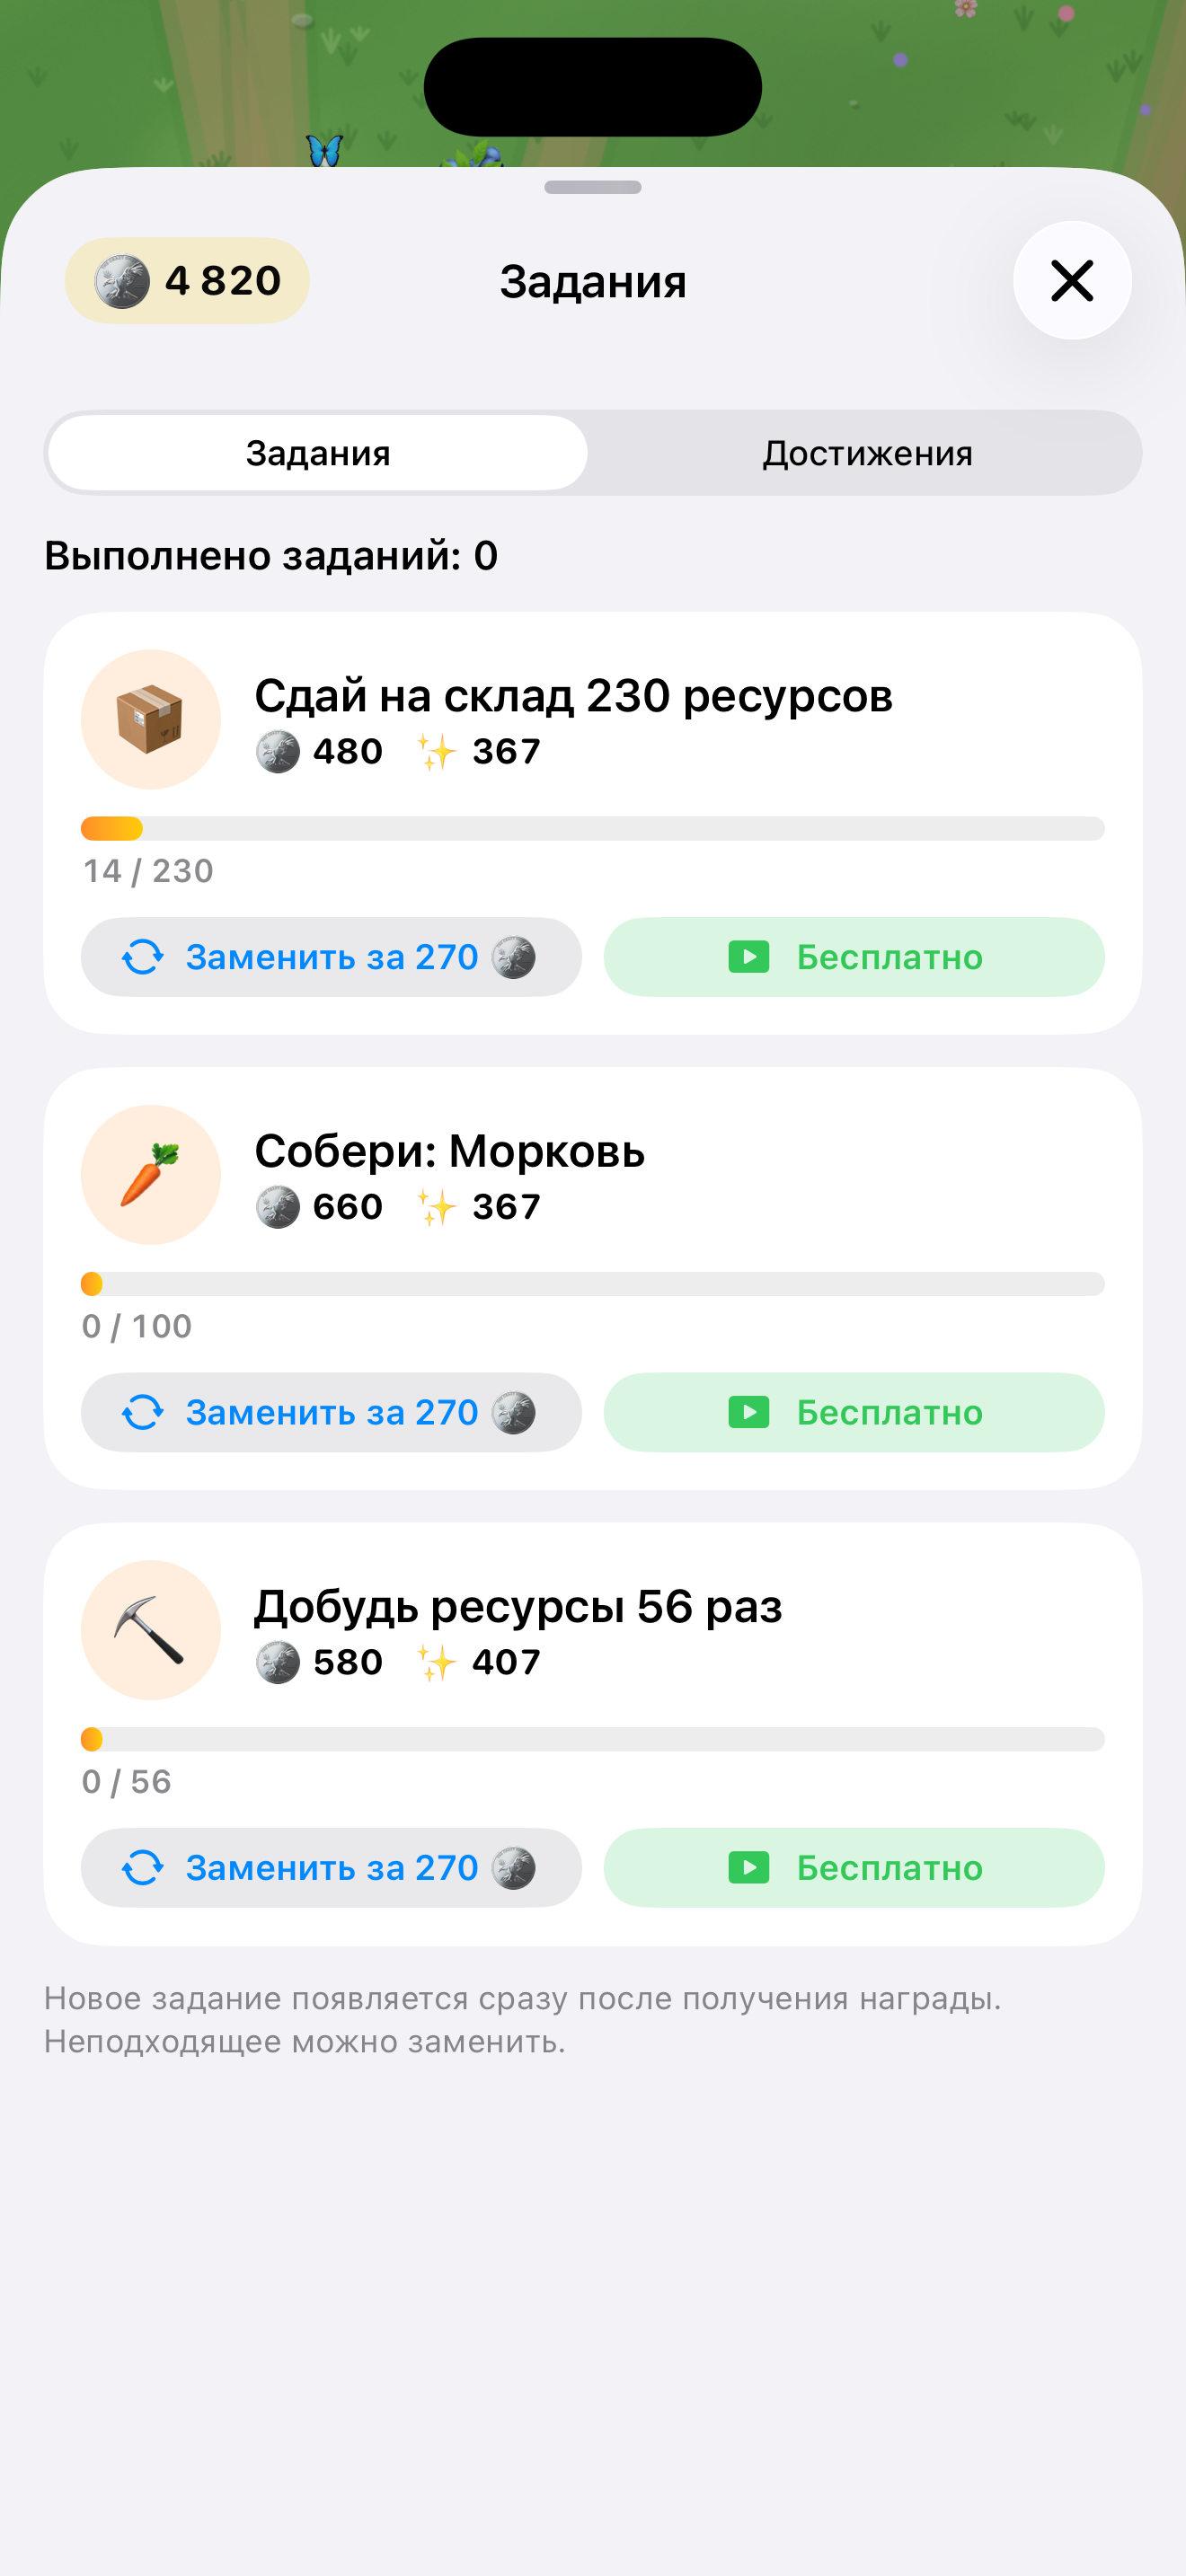 4 820
Задания
Задания
Достижения
Выполнено заданий: 0
Сдай на склад 230 ресурсов
480 367
14 / 230
Заменить за 270
Бесплатно
Собери: Морковь
660 367
0 / 100
Заменить за 270
Бесплатно
Добудь ресурсы 56 раз
580 407
0 / 56
Заменить за 270
Бесплатно
Новое задание появляется сразу после получения награды.
Неподходящее можно заменить.